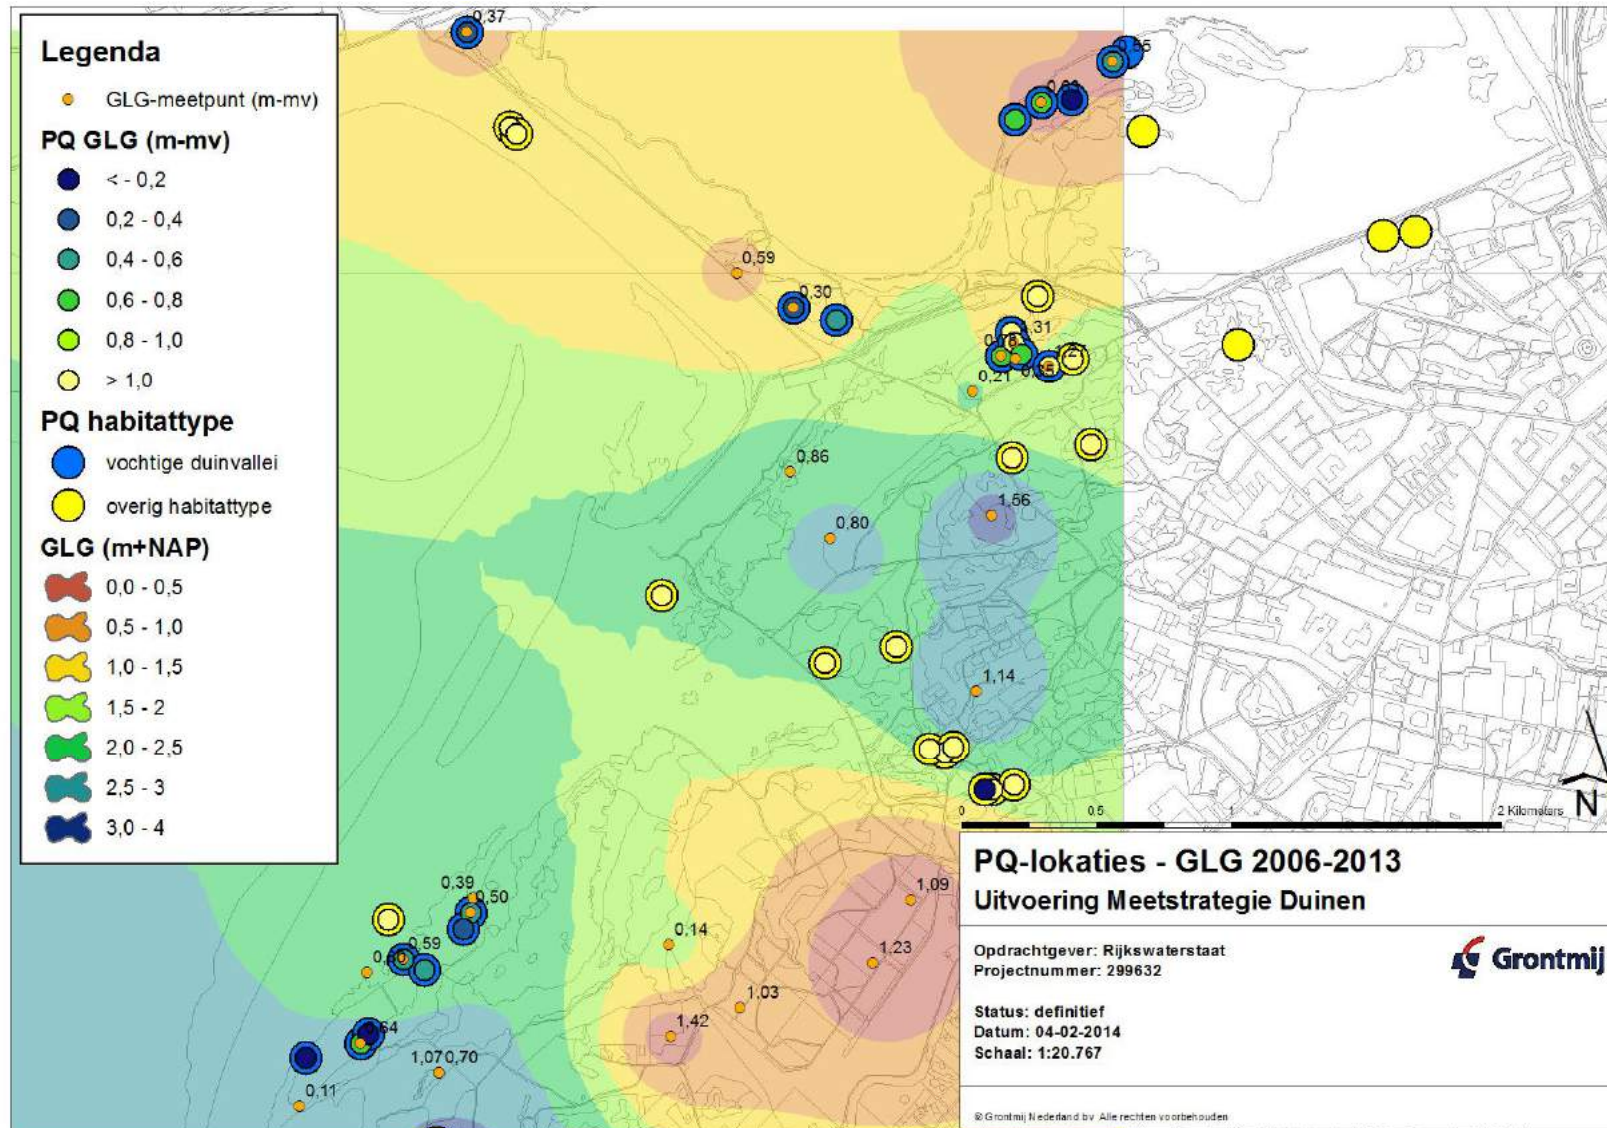 Legenda
GLG-meetpunt (m-mv)
PQ GLG (m-mv)
< - 0,2
0,2 - 0,4
0,4 - 0,6
0,6 - 0,8
0,8 - 1,0
> 1,0
PQ habitattype
vochtige duinvallei
overig habitattype
GLG (m+NAP)
0,0 - 0,5
0,5 - 1,0
1,0 - 1,5
1,5 - 2
2,0 - 2,5
2,5 - 3
3,0 - 4
0,37
0,59
0,30
0,21
0,86
1,56
0,80
1,14
0 0,5 1 2 Kilometers
N
0,39
0,50
0,59
0,14
1,09
1,23
1,03
1,42
1,07 0,70
0,11
PQ-lokaties - GLG 2006-2013
Uitvoering Meetstrategie Duinen
Opdrachtgever: Rijkswaterstaat
Projectnummer: 299632
Grontmij
Status: definitief
Datum: 04-02-2014
Schaal: 1:20.767
© Grontmij Nederland bv Alle rechten voorbehouden